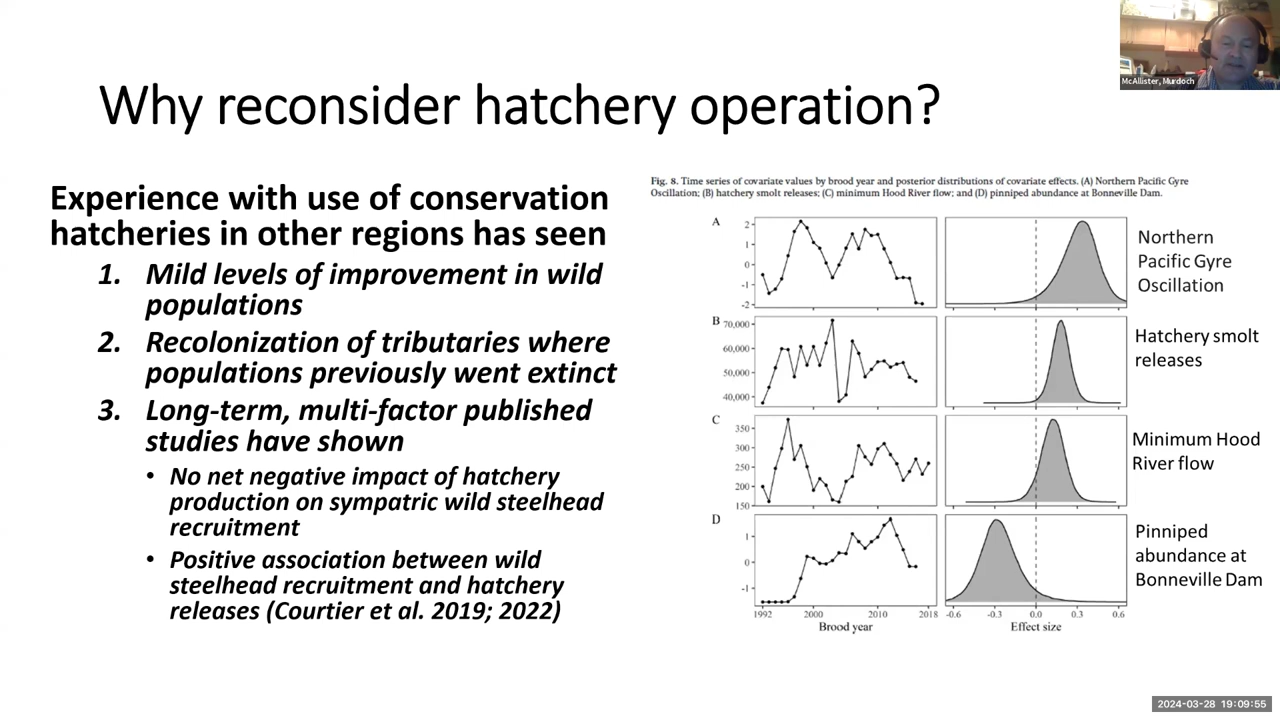 McAllister, Murdoch
Why reconsider hatchery operation?
Experience with use of conservation
hatcheries in other regions has seen
1. Mild levels of improvement in wild
populations
2. Recolonization of tributaries where
populations previously went extinct
3. Long-term, multi-factor published
studies have shown
• No net negative impact of hatchery
production on sympatric wild steelhead
recruitment
• Positive association between wild
steelhead recruitment and hatchery
releases (Courtier et al. 2019; 2022)
Fig. 8. Time series of covariate values by brood year and posterior distributions of covariate effects. (A) Northern Pacific Gyre
Oscillation; (B) hatchery smolt releases; (C) minimum Hood River flow; and (D) pinniped abundance at Bonneville Dam.
A
2
1
0
-1
-2
Northern
Pacific Gyre
Oscillation
B
70,000
60,000
50,000
40,000
Hatchery smolt
releases
C
350
300
250
200
150
Minimum Hood
River flow
D
1
0
-1
Pinniped
abundance at
Bonneville Dam
1992 2000 2010 2018
Brood year
-0.6 -0.3 0.0 0.3 0.6
Effect size
2024-03-28 19:09:55